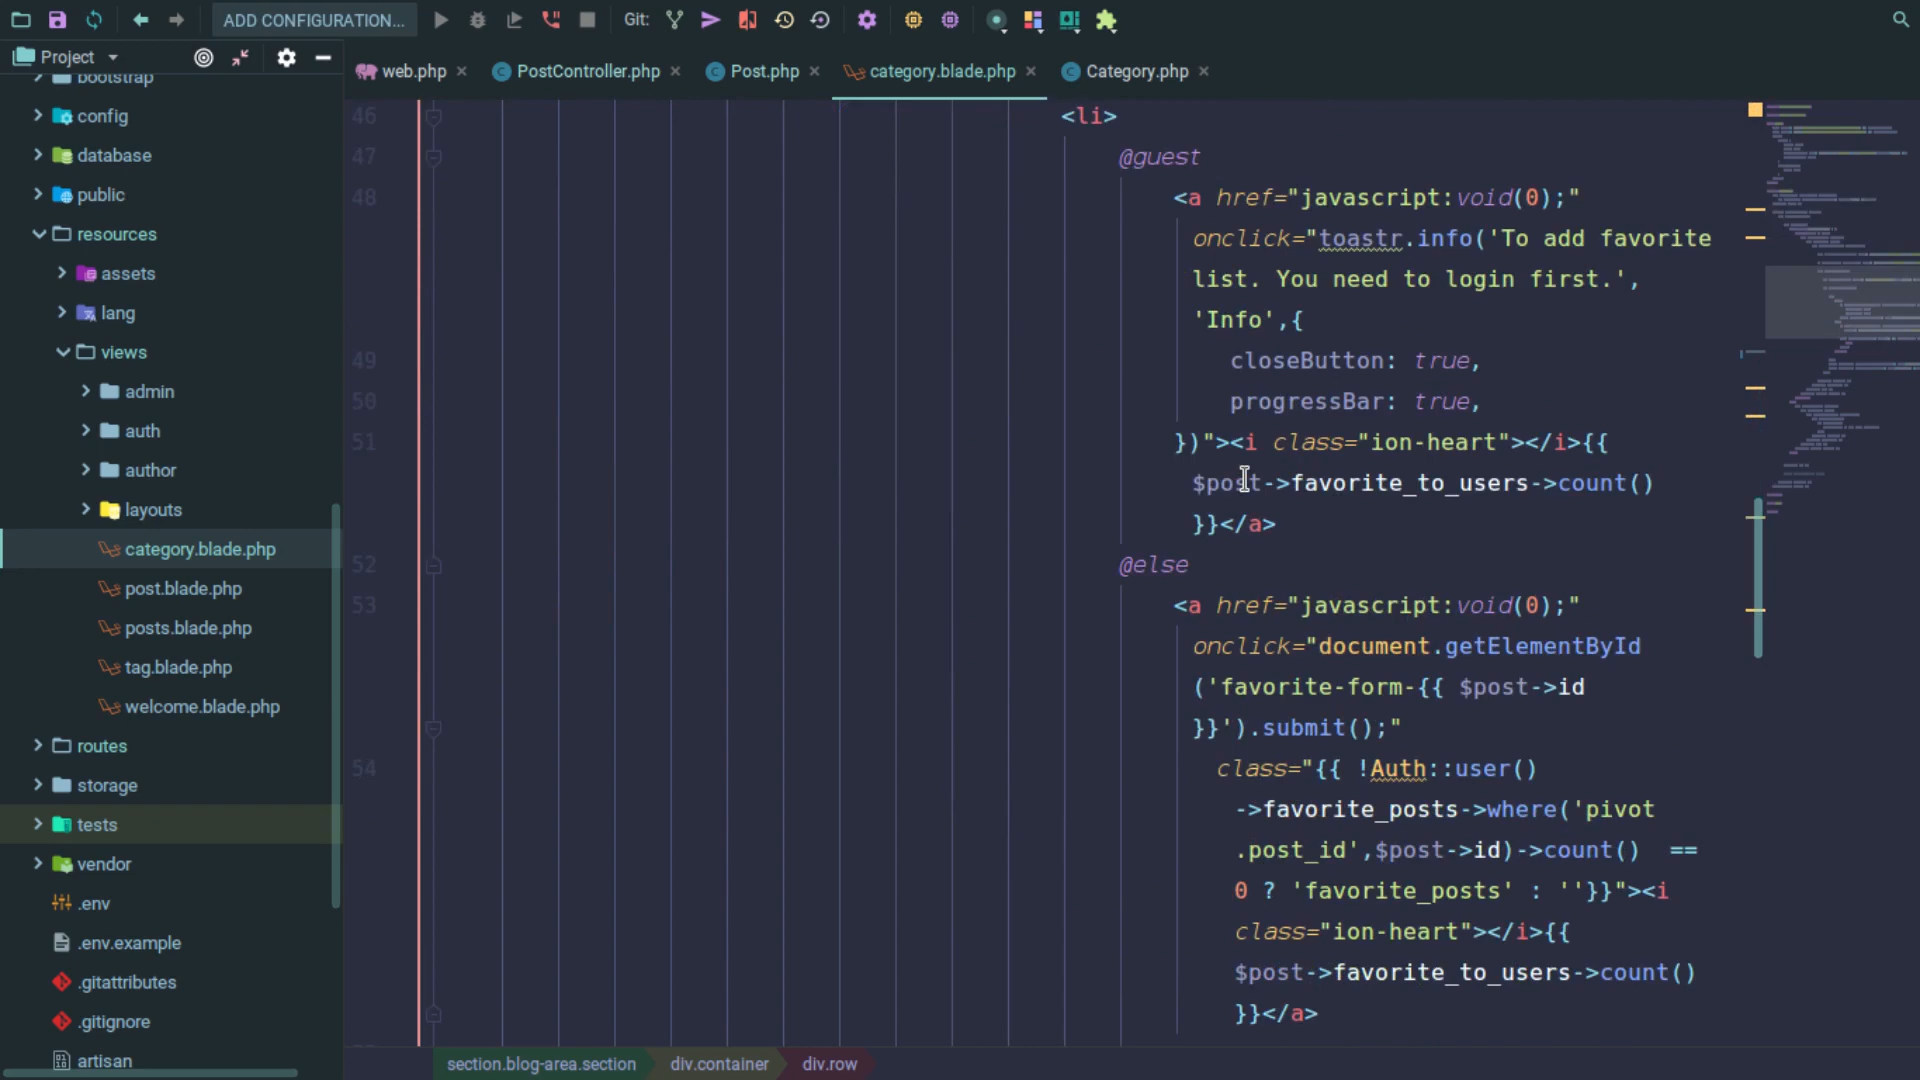 ADD CONFIGURATION...
Git:
Project
web.php
PostController.php
Post.php
category.blade.php
Category.php
bootstrap
config
database
public
resources
assets
lang
views
admin
auth
author
layouts
category.blade.php
post.blade.php
posts.blade.php
tag.blade.php
welcome.blade.php
routes
storage
tests
vendor
.env
.env.example
.gitattributes
.gitignore
artisan
46 <li>
47 @guest
48 <a href="javascript:void(0);"
onclick="toastr.info('To add favorite
list. You need to login first.',
'Info',{
49 closeButton: true,
50 progressBar: true,
51 })"><i class="ion-heart"></i>{{
$post->favorite_to_users->count()
}}</a>
52 @else
53 <a href="javascript:void(0);"
onclick="document.getElementById
('favorite-form-{{ $post->id
}}').submit();"
54 class="{{ !Auth::user()
->favorite_posts->where('pivot
.post_id',$post->id)->count()  ==
0 ? 'favorite_posts' : ''}}"><i
class="ion-heart"></i>{{
$post->favorite_to_users->count()
}}</a>
section.blog-area.section
div.container
div.row